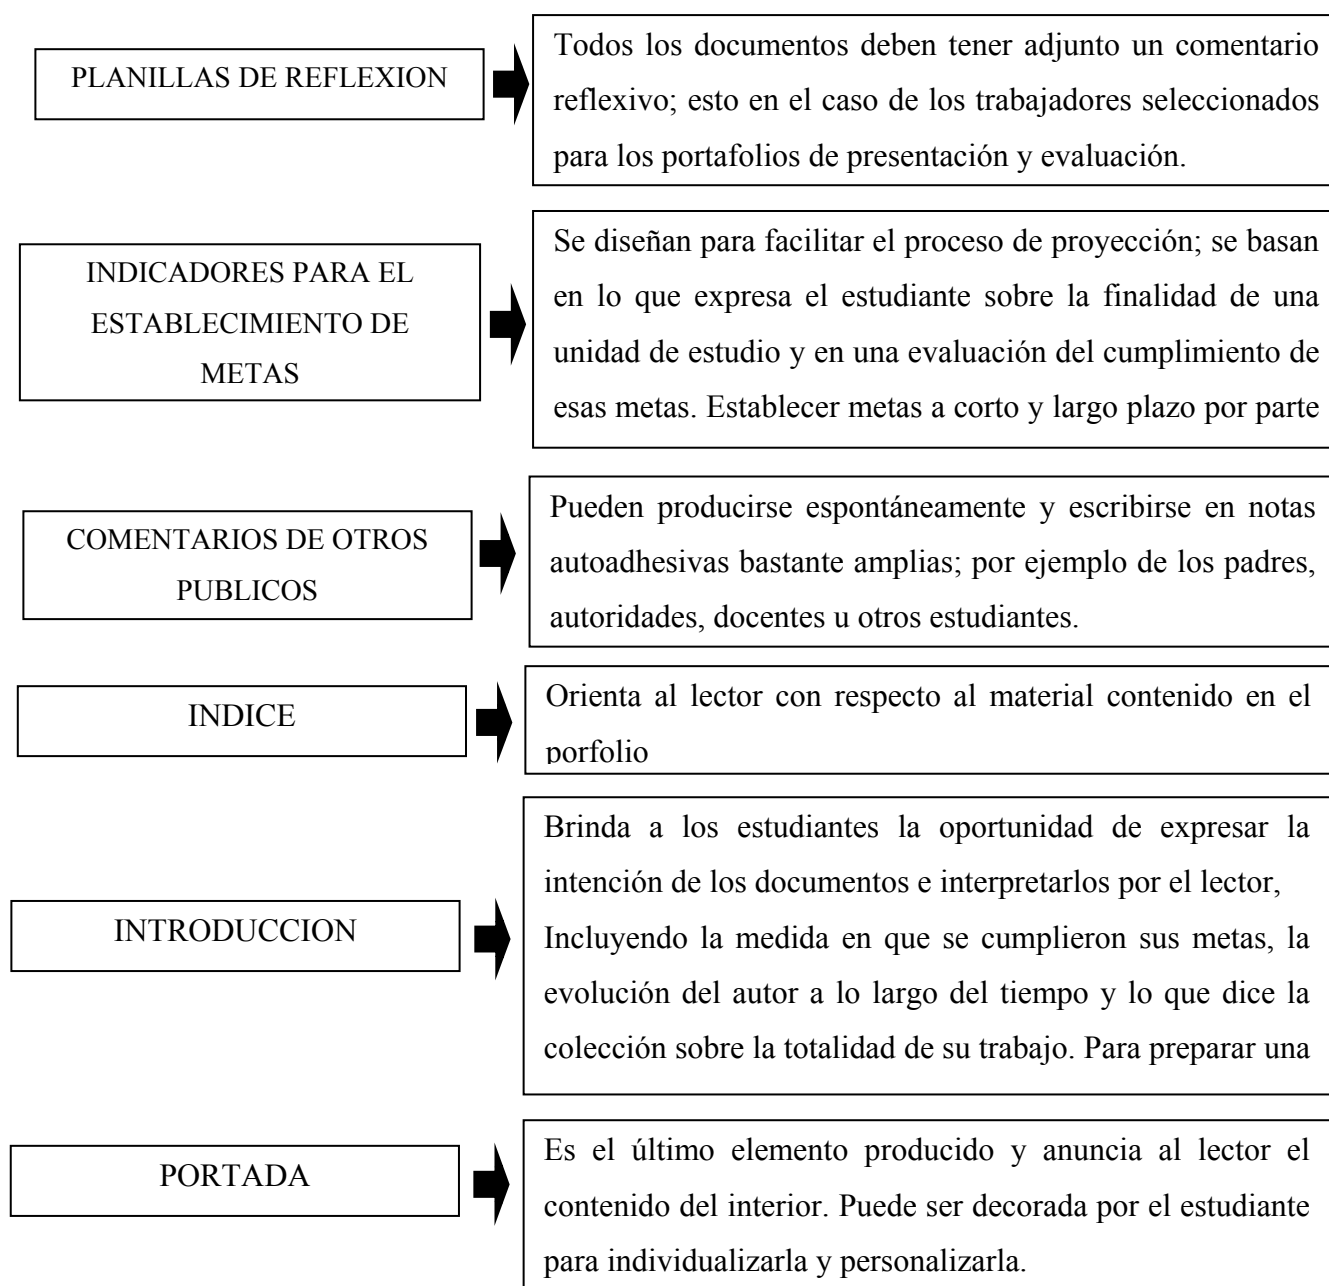 PLANILLAS DE REFLEXION
Todos los documentos deben tener adjunto un comentario
reflexivo; esto en el caso de los trabajadores seleccionados
para los portafolios de presentación y evaluación.
INDICADORES PARA EL
ESTABLECIMIENTO DE
METAS
Se diseñan para facilitar el proceso de proyección; se basan
en lo que expresa el estudiante sobre la finalidad de una
unidad de estudio y en una evaluación del cumplimiento de
esas metas. Establecer metas a corto y largo plazo por parte
COMENTARIOS DE OTROS
PUBLICOS
Pueden producirse espontáneamente y escribirse en notas
autoadhesivas bastante amplias; por ejemplo de los padres,
autoridades, docentes u otros estudiantes.
INDICE
Orienta al lector con respecto al material contenido en el
porfolio
INTRODUCCION
Brinda a los estudiantes la oportunidad de expresar la
intención de los documentos e interpretarlos por el lector,
Incluyendo la medida en que se cumplieron sus metas, la
evolución del autor a lo largo del tiempo y lo que dice la
colección sobre la totalidad de su trabajo. Para preparar una
PORTADA
Es el último elemento producido y anuncia al lector el
contenido del interior. Puede ser decorada por el estudiante
para individualizarla y personalizarla.